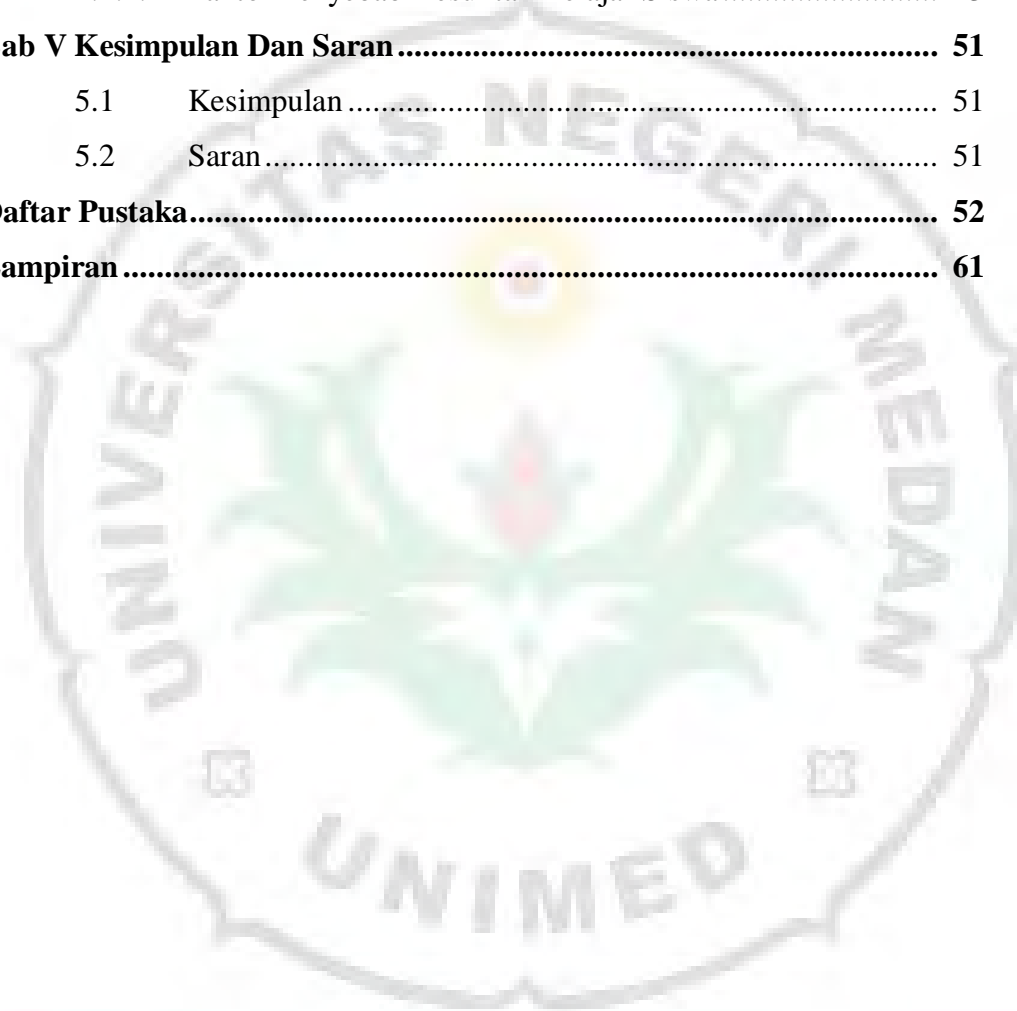 ab V Kesimpulan Dan Saran .......................................................................... 51
5.1 Kesimpulan ................................................................................. 51
5.2 Saran ............................................................................................ 51
aftar Pustaka .................................................................................................. 52
ampiran ........................................................................................................... 61
UNIVERSITAS NEGERI MEDAN
UNIMED